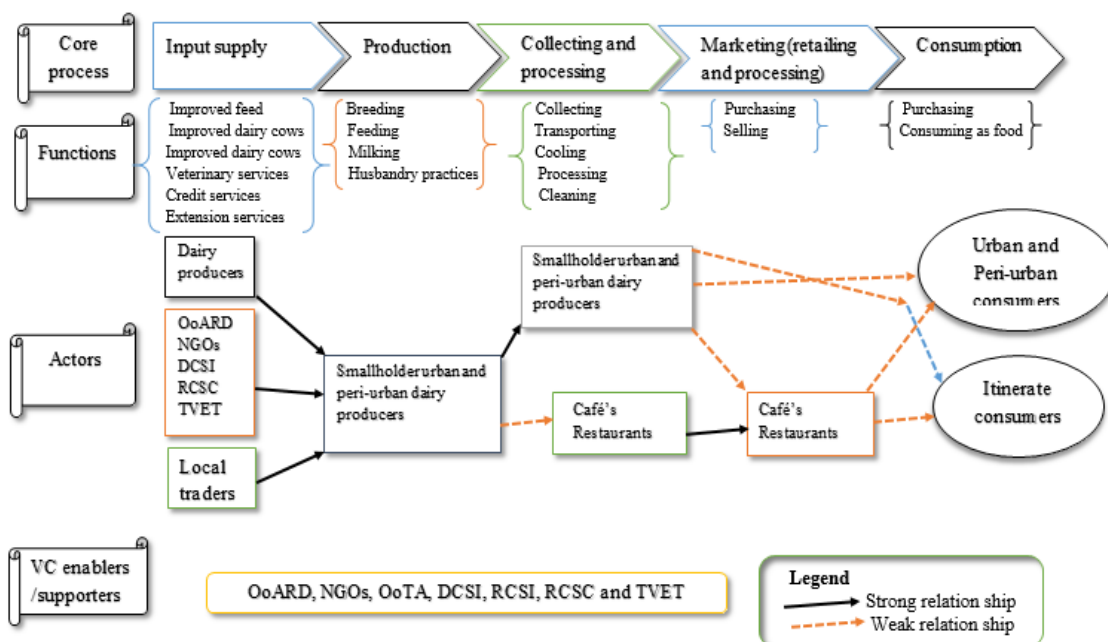 Core
process
Input supply
Production
Collecting and
processing
Marketing (retailing
and processing)
Consumption
Functions
Improved feed
Improved dairy cows
Improved dairy cows
Veterinary services
Credit services
Extension services
Breeding
Feeding
Milking
Husbandry practices
Collecting
Transporting
Cooling
Processing
Cleaning
Purchasing
Selling
Purchasing
Consuming as food
Actors
Dairy
producers
OoARD
NGOs
DCSI
RCSC
TVET
Local
traders
Smallholder urban and
peri-urban dairy
producers
Smallholder urban and
peri-urban dairy
producers
Café's
Restaurants
Café's
Restaurants
Urban and
Peri-urban
consumers
Itinerate
consumers
VC enablers
/supporters
OoARD, NGOs, OoTA, DCSI, RCSI, RCSC and TVET
Legend
Strong relation ship
Weak relation ship